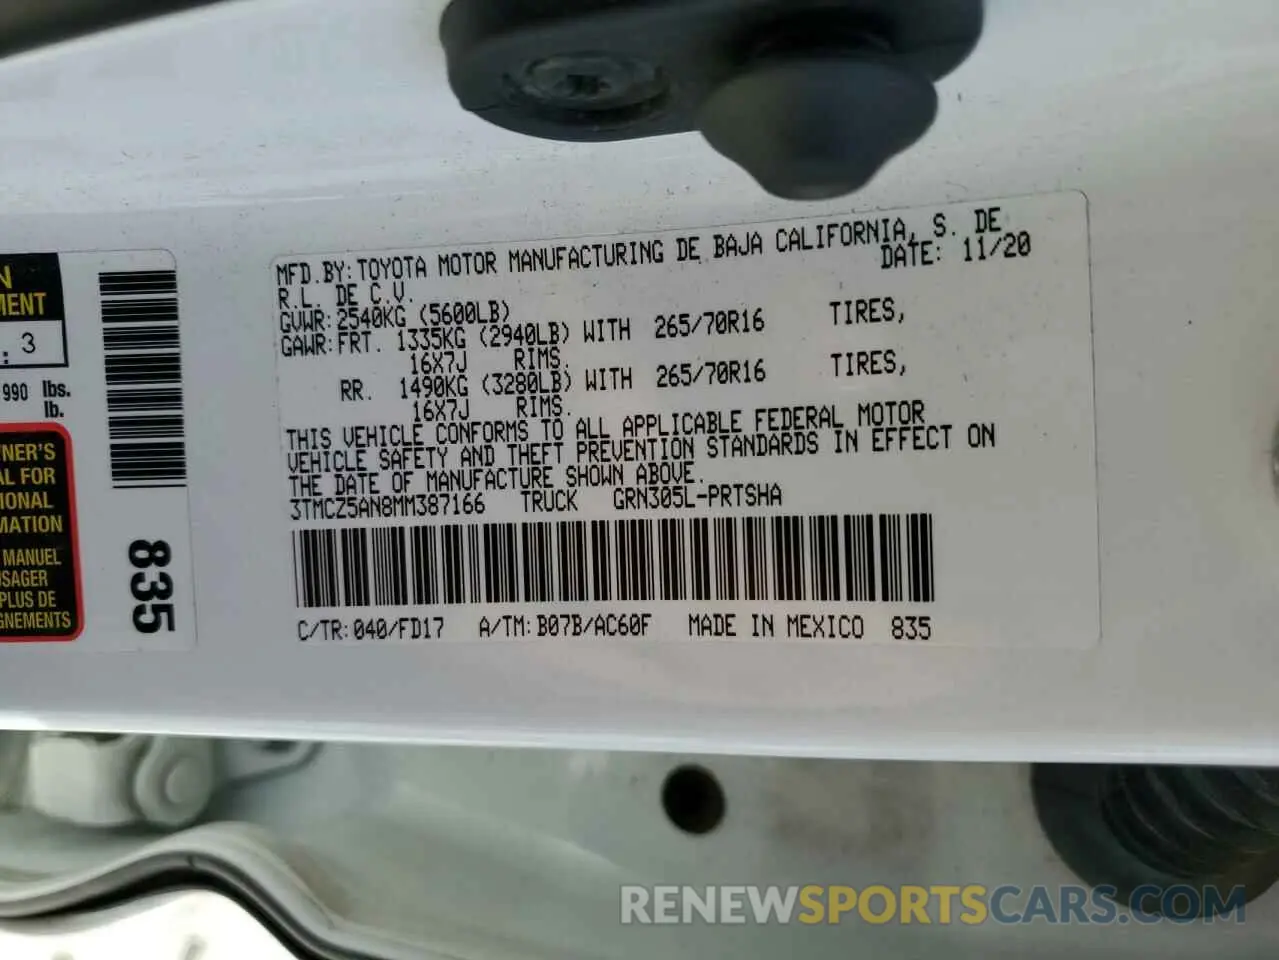 MFD.BY:TOYOTA MOTOR MANUFACTURING DE BAJA CALIFORNIA, S. DE
R.L. DE C.V.
DATE: 11/20
GVWR:2540KG (5600LB)
GAWR:FRT. 1335KG (2940LB) WITH 265/70R16 TIRES,
16X7J RIMS.
RR. 1490KG (3280LB) WITH 265/70R16 TIRES,
16X7J RIMS.
THIS VEHICLE CONFORMS TO ALL APPLICABLE FEDERAL MOTOR
VEHICLE SAFETY AND THEFT PREVENTION STANDARDS IN EFFECT ON
THE DATE OF MANUFACTURE SHOWN ABOVE.
3TMCZ5AN8MM387166 TRUCK GRN305L-PRTSHA
C/TR:040/FD17 A/TM:B07B/AC60F MADE IN MEXICO 835
N
MENT
: 3
990 lbs.
lb.
NER'S
AL FOR
IONAL
MATION
MANUEL
USAGER
PLUS DE
GNEMENTS
835
RENEWSPORTSCARS.COM